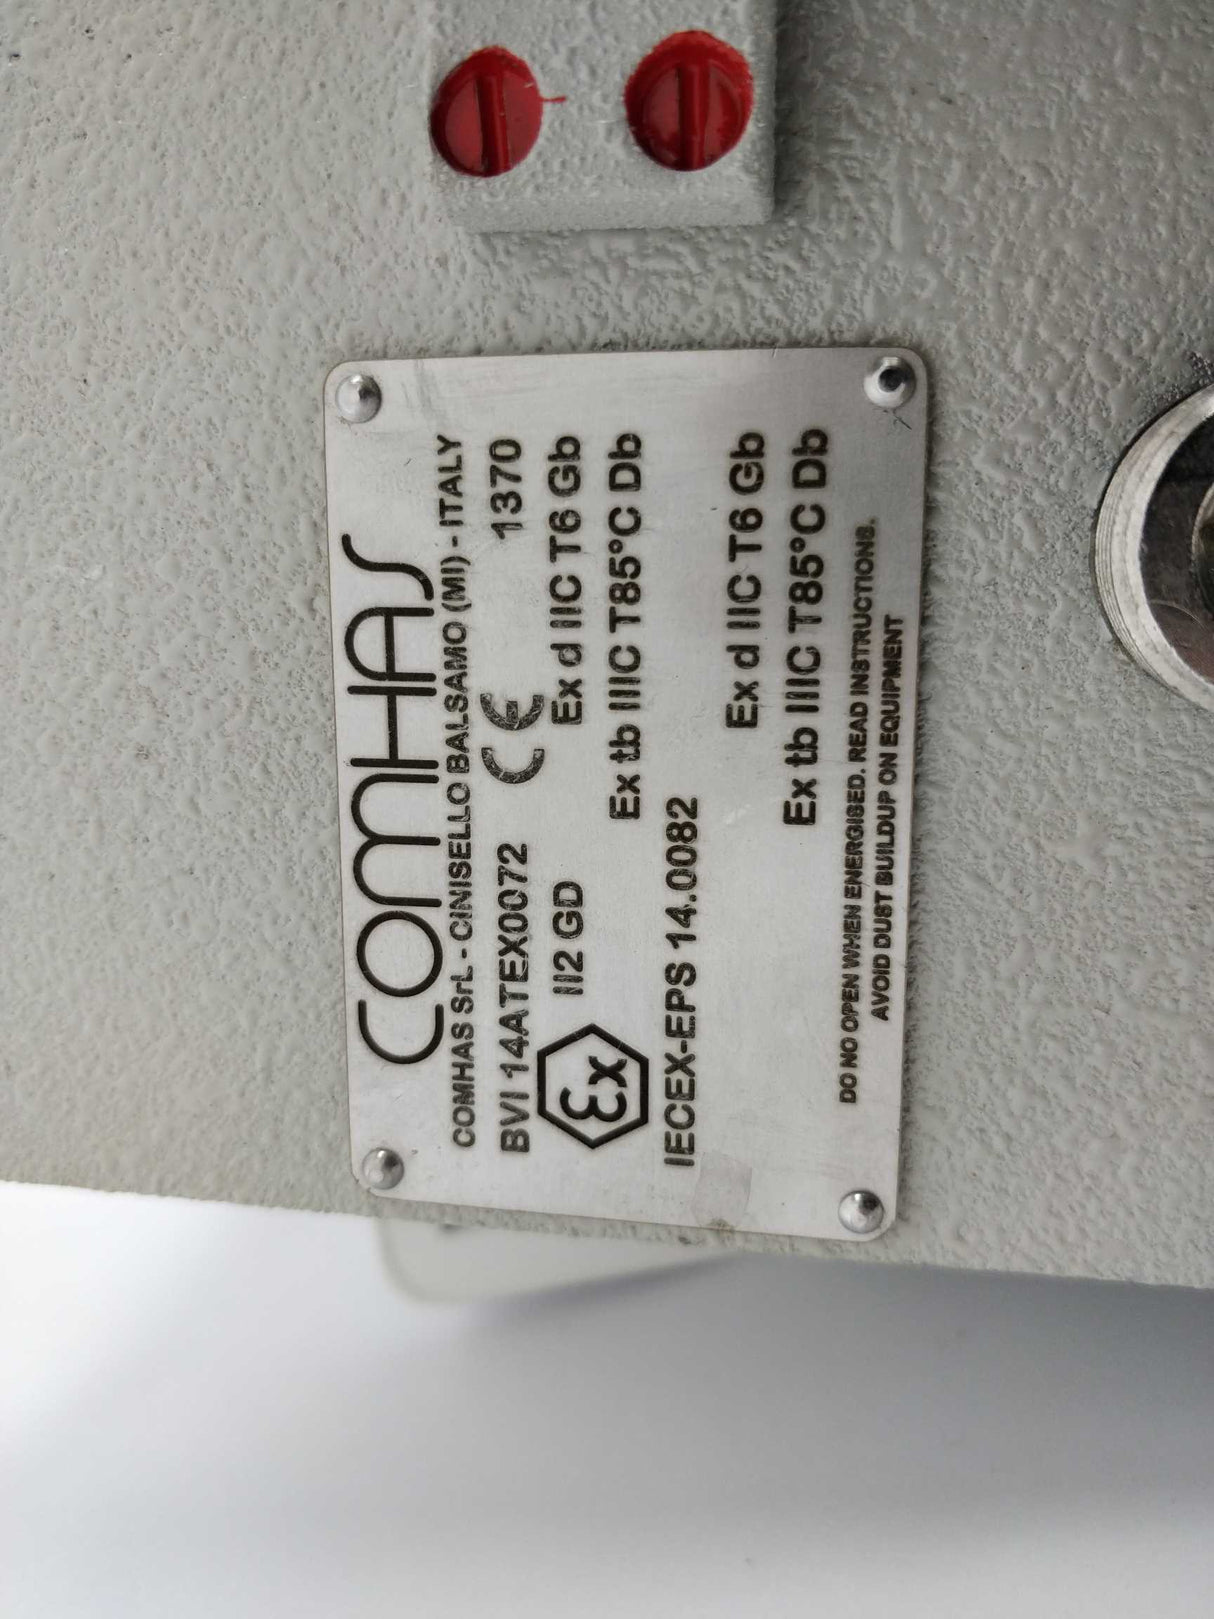 COMHAS
COMHAS SrL - CINISELLO BALSAMO (MI) - ITALY
BVI 14ATEX0072 CE 1370
Ex II2 GD Ex d IIC T6 Gb
Ex tb IIIC T85°C Db
IECEX-EPS 14.0082
Ex d IIC T6 Gb
Ex tb IIIC T85°C Db
DO NO OPEN WHEN ENERGISED. READ INSTRUCTIONS.
AVOID DUST BUILDUP ON EQUIPMENT